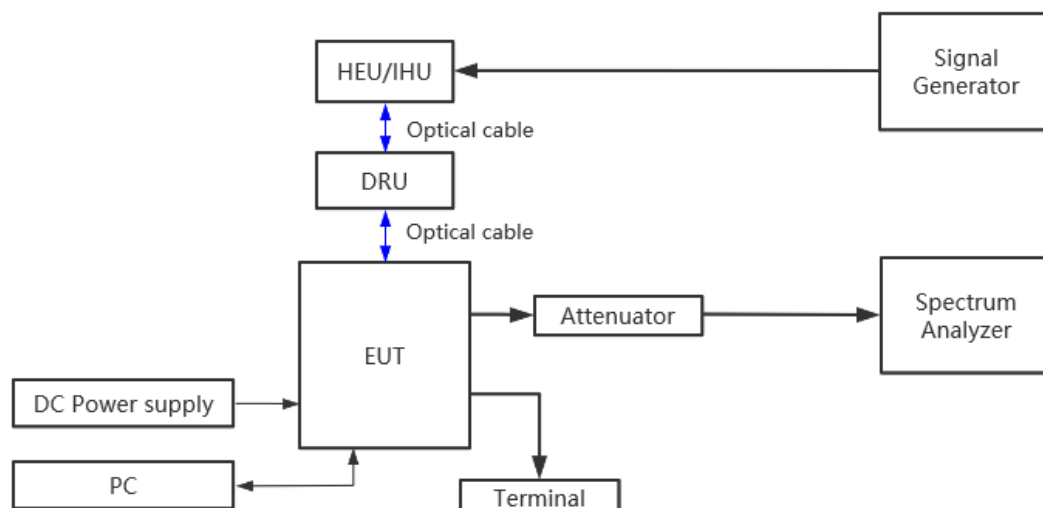 HEU/IHU
Signal
Generator
Optical cable
DRU
Optical cable
EUT
Attenuator
Spectrum
Analyzer
DC Power supply
PC
Terminal